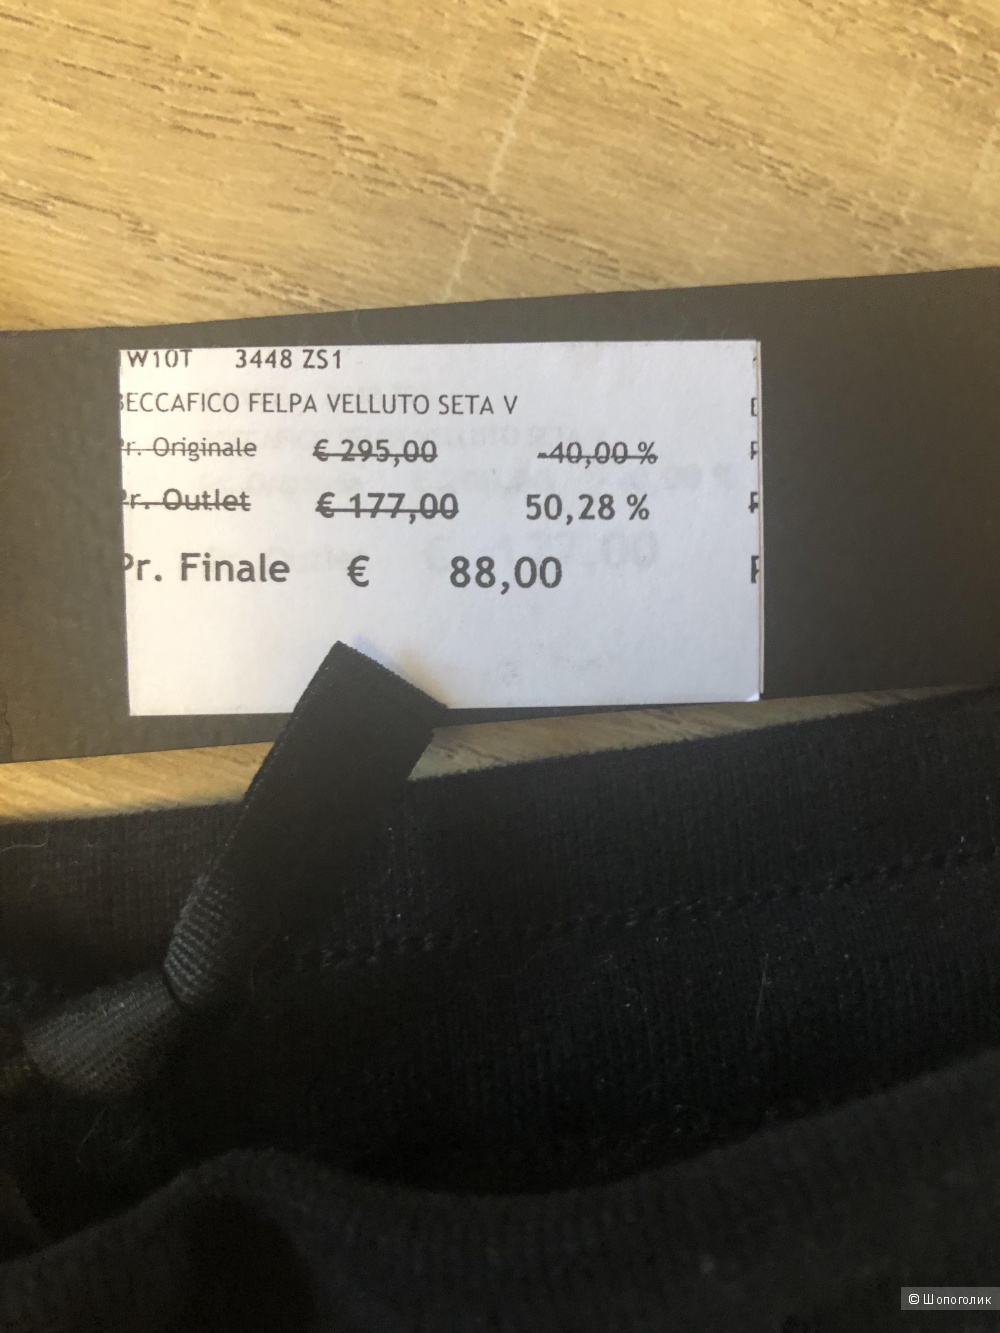 W10T 3448 ZS1
BECCAFICO FELPA VELLUTO SETA V
Pr. Originale € 295,00 -40,00 %
Pr. Outlet € 177,00 50,28 %
Pr. Finale € 88,00
© Шопоголик